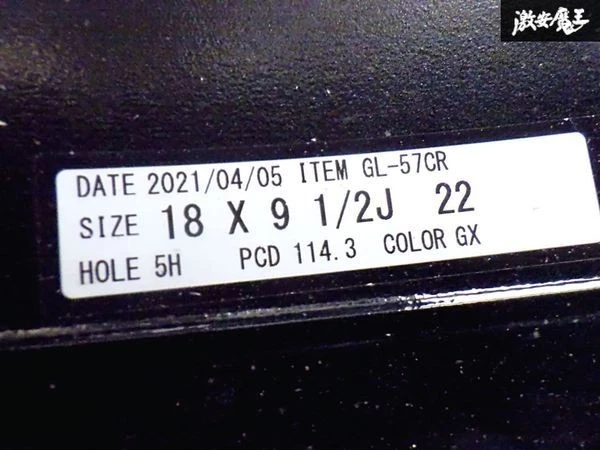 激安魔王
DATE 2021/04/05 ITEM GL-57CR
SIZE 18 X 9 1/2J 22
HOLE 5H PCD 114.3 COLOR GX